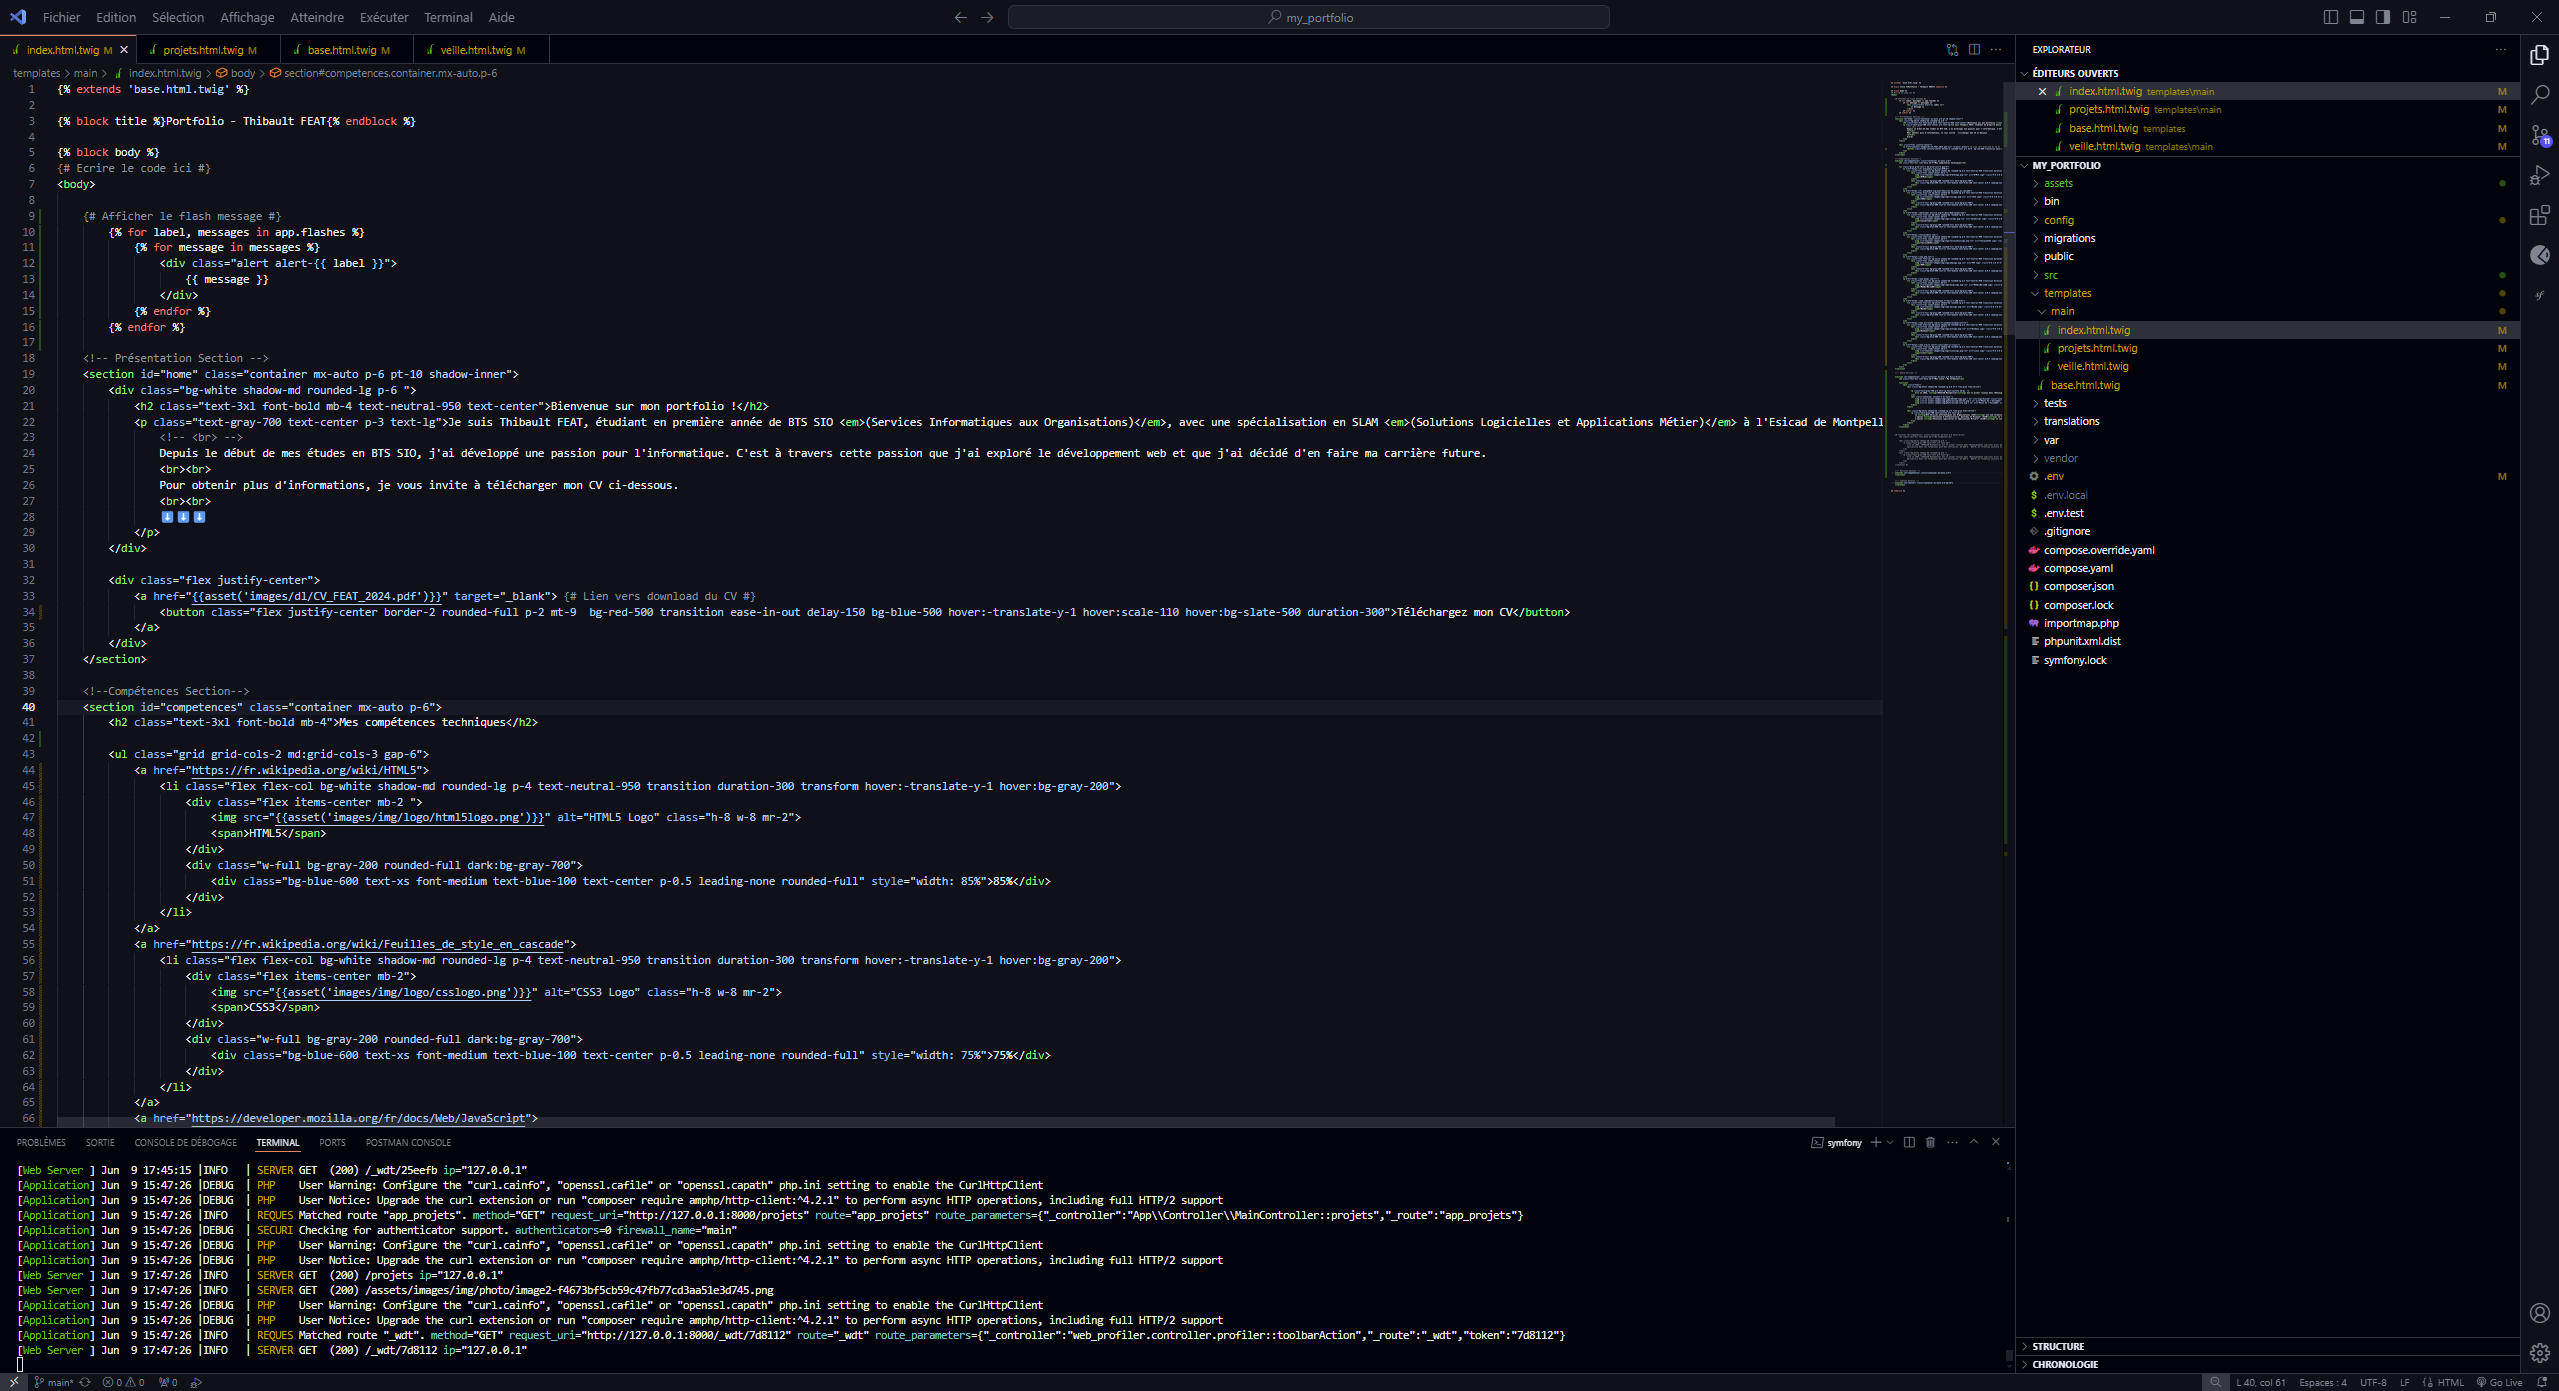 Fichier Edition Sélection Affichage Atteindre Exécuter Terminal Aide
my_portfolio
index.html.twig M
projets.html.twig M
base.html.twig M
veille.html.twig M
templates > main > index.html.twig > body > section#competences.container.mx-auto.p-6
1 {% extends 'base.html.twig' %}
2
3 {% block title %}Portfolio - Thibault FEAT{% endblock %}
4
5 {% block body %}
6 {# Ecrire le code ici #}
7 <body>
8
9 {# Afficher le flash message #}
10 {% for label, messages in app.flashes %}
11 {% for message in messages %}
12 <div class="alert alert-{{ label }}">
13 {{ message }}
14 </div>
15 {% endfor %}
16 {% endfor %}
17
18 <!-- Présentation Section -->
19 <section id="home" class="container mx-auto p-6 pt-10 shadow-inner">
20 <div class="bg-white shadow-md rounded-lg p-6 ">
21 <h2 class="text-3xl font-bold mb-4 text-neutral-950 text-center">Bienvenue sur mon portfolio !</h2>
22 <p class="text-gray-700 text-center p-3 text-lg">Je suis Thibault FEAT, étudiant en première année de BTS SIO <em>(Services Informatiques aux Organisations)</em>, avec une spécialisation en SLAM <em>(Solutions Logicielles et Applications Métier)</em> à l'Esicad de Montpell
23 <!-- <br> -->
24 Depuis le début de mes études en BTS SIO, j'ai développé une passion pour l'informatique. C'est à travers cette passion que j'ai exploré le développement web et que j'ai décidé d'en faire ma carrière future.
25 <br><br>
26 Pour obtenir plus d'informations, je vous invite à télécharger mon CV ci-dessous.
27 <br><br>
28 ⬇️⬇️⬇️
29 </p>
30 </div>
31
32 <div class="flex justify-center">
33 <a href="{{asset('images/dl/CV_FEAT_2024.pdf')}}" target="_blank"> {# Lien vers download du CV #}
34 <button class="flex justify-center border-2 rounded-full p-2 mt-9  bg-red-500 transition ease-in-out delay-150 bg-blue-500 hover:-translate-y-1 hover:scale-110 hover:bg-slate-500 duration-300">Téléchargez mon CV</button>
35 </a>
36 </div>
37 </section>
38
39 <!--Compétences Section-->
40 <section id="competences" class="container mx-auto p-6">
41 <h2 class="text-3xl font-bold mb-4">Mes compétences techniques</h2>
42
43 <ul class="grid grid-cols-2 md:grid-cols-3 gap-6">
44 <a href="https://fr.wikipedia.org/wiki/HTML5">
45 <li class="flex flex-col bg-white shadow-md rounded-lg p-4 text-neutral-950 transition duration-300 transform hover:-translate-y-1 hover:bg-gray-200">
46 <div class="flex items-center mb-2 ">
47 <img src="{{asset('images/img/logo/html5logo.png')}}" alt="HTML5 Logo" class="h-8 w-8 mr-2">
48 <span>HTML5</span>
49 </div>
50 <div class="w-full bg-gray-200 rounded-full dark:bg-gray-700">
51 <div class="bg-blue-600 text-xs font-medium text-blue-100 text-center p-0.5 leading-none rounded-full" style="width: 85%">85%</div>
52 </div>
53 </li>
54 </a>
55 <a href="https://fr.wikipedia.org/wiki/Feuilles_de_style_en_cascade">
56 <li class="flex flex-col bg-white shadow-md rounded-lg p-4 text-neutral-950 transition duration-300 transform hover:-translate-y-1 hover:bg-gray-200">
57 <div class="flex items-center mb-2">
58 <img src="{{asset('images/img/logo/csslogo.png')}}" alt="CSS3 Logo" class="h-8 w-8 mr-2">
59 <span>CSS3</span>
60 </div>
61 <div class="w-full bg-gray-200 rounded-full dark:bg-gray-700">
62 <div class="bg-blue-600 text-xs font-medium text-blue-100 text-center p-0.5 leading-none rounded-full" style="width: 75%">75%</div>
63 </div>
64 </li>
65 </a>
66 <a href="https://developer.mozilla.org/fr/docs/Web/JavaScript">
PROBLÈMES SORTIE CONSOLE DE DÉBOGAGE TERMINAL PORTS POSTMAN CONSOLE
symfony
[Web Server ] Jun  9 17:45:15 |INFO   | SERVER GET  (200) /_wdt/25eefb ip="127.0.0.1"
[Application] Jun  9 15:47:26 |DEBUG  | PHP    User Warning: Configure the "curl.cainfo", "openssl.cafile" or "openssl.capath" php.ini setting to enable the CurlHttpClient
[Application] Jun  9 15:47:26 |DEBUG  | PHP    User Notice: Upgrade the curl extension or run "composer require amphp/http-client:^4.2.1" to perform async HTTP operations, including full HTTP/2 support
[Application] Jun  9 15:47:26 |INFO   | REQUES Matched route "app_projets". method="GET" request_uri="http://127.0.0.1:8000/projets" route="app_projets" route_parameters={"_controller":"App\\Controller\\MainController::projets","_route":"app_projets"}
[Application] Jun  9 15:47:26 |DEBUG  | SECURI Checking for authenticator support. authenticators=0 firewall_name="main"
[Application] Jun  9 15:47:26 |DEBUG  | PHP    User Warning: Configure the "curl.cainfo", "openssl.cafile" or "openssl.capath" php.ini setting to enable the CurlHttpClient
[Application] Jun  9 15:47:26 |DEBUG  | PHP    User Notice: Upgrade the curl extension or run "composer require amphp/http-client:^4.2.1" to perform async HTTP operations, including full HTTP/2 support
[Web Server ] Jun  9 17:47:26 |INFO   | SERVER GET  (200) /projets ip="127.0.0.1"
[Web Server ] Jun  9 17:47:26 |INFO   | SERVER GET  (200) /assets/images/img/photo/image2-f4673bf5cb59c47fb77cd3aa51e3d745.png
[Application] Jun  9 15:47:26 |DEBUG  | PHP    User Warning: Configure the "curl.cainfo", "openssl.cafile" or "openssl.capath" php.ini setting to enable the CurlHttpClient
[Application] Jun  9 15:47:26 |DEBUG  | PHP    User Notice: Upgrade the curl extension or run "composer require amphp/http-client:^4.2.1" to perform async HTTP operations, including full HTTP/2 support
[Application] Jun  9 15:47:26 |INFO   | REQUES Matched route "_wdt". method="GET" request_uri="http://127.0.0.1:8000/_wdt/7d8112" route="_wdt" route_parameters={"_controller":"web_profiler.controller.profiler::toolbarAction","_route":"_wdt","token":"7d8112"}
[Web Server ] Jun  9 17:47:26 |INFO   | SERVER GET  (200) /_wdt/7d8112 ip="127.0.0.1"
EXPLORATEUR
ÉDITEURS OUVERTS
index.html.twig templates\main M
projets.html.twig templates\main M
base.html.twig templates M
veille.html.twig templates\main M
MY_PORTFOLIO
assets
bin
config
migrations
public
src
templates
main
index.html.twig M
projets.html.twig M
veille.html.twig M
base.html.twig M
tests
translations
var
vendor
.env M
.env.local
.env.test
.gitignore
compose.override.yaml
compose.yaml
composer.json
composer.lock
importmap.php
phpunit.xml.dist
symfony.lock
STRUCTURE
CHRONOLOGIE
11
main* 0 0 0
L 40, col 61 Espaces : 4 UTF-8 LF HTML Go Live